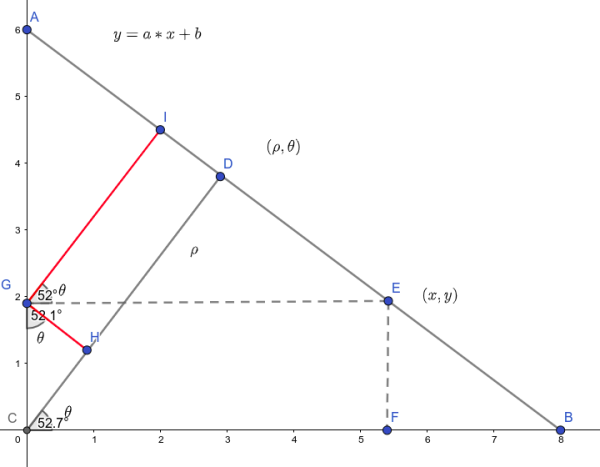 A
y = a * x + b
6
5
I
(ρ, θ)
D
4
3
ρ
G
2
52°θ
E
(x, y)
52.1°
θ
H
1
C
θ
52.7°
F
B
0 1 2 3 4 5 6 7 8